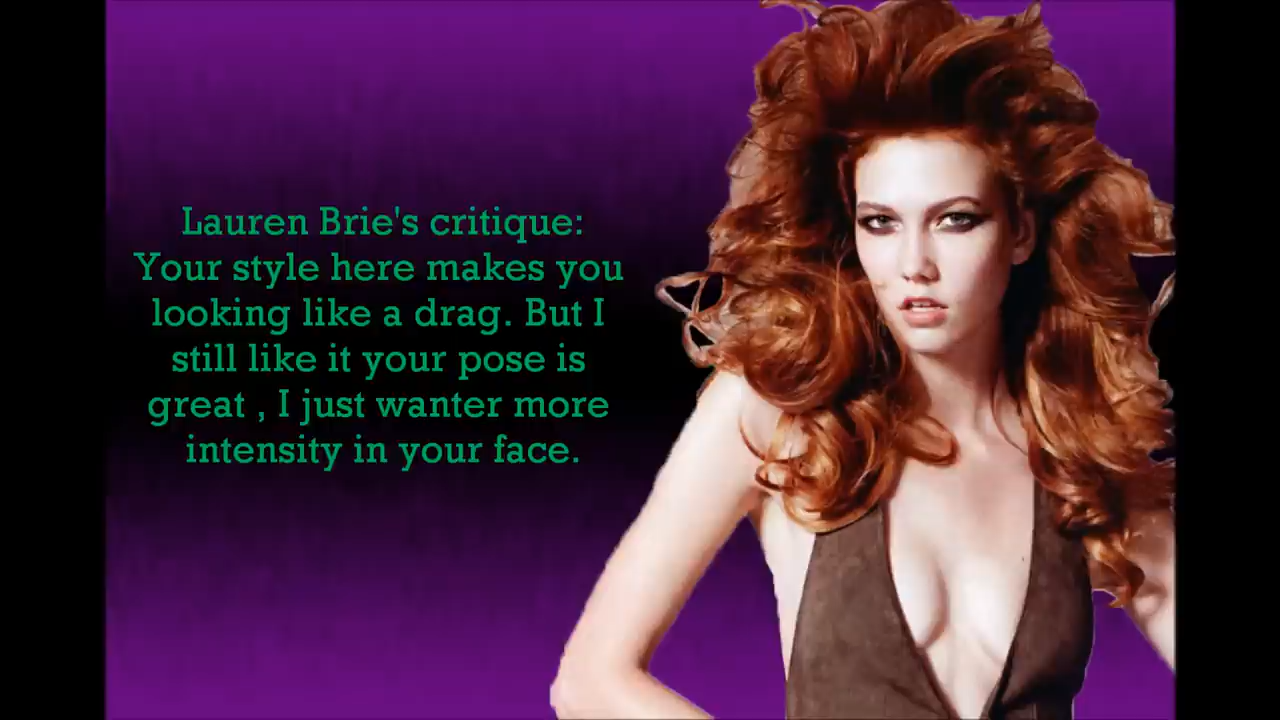 Lauren Brie's critique:
Your style here makes you
looking like a drag. But I
still like it your pose is
great , I just wanter more
intensity in your face.